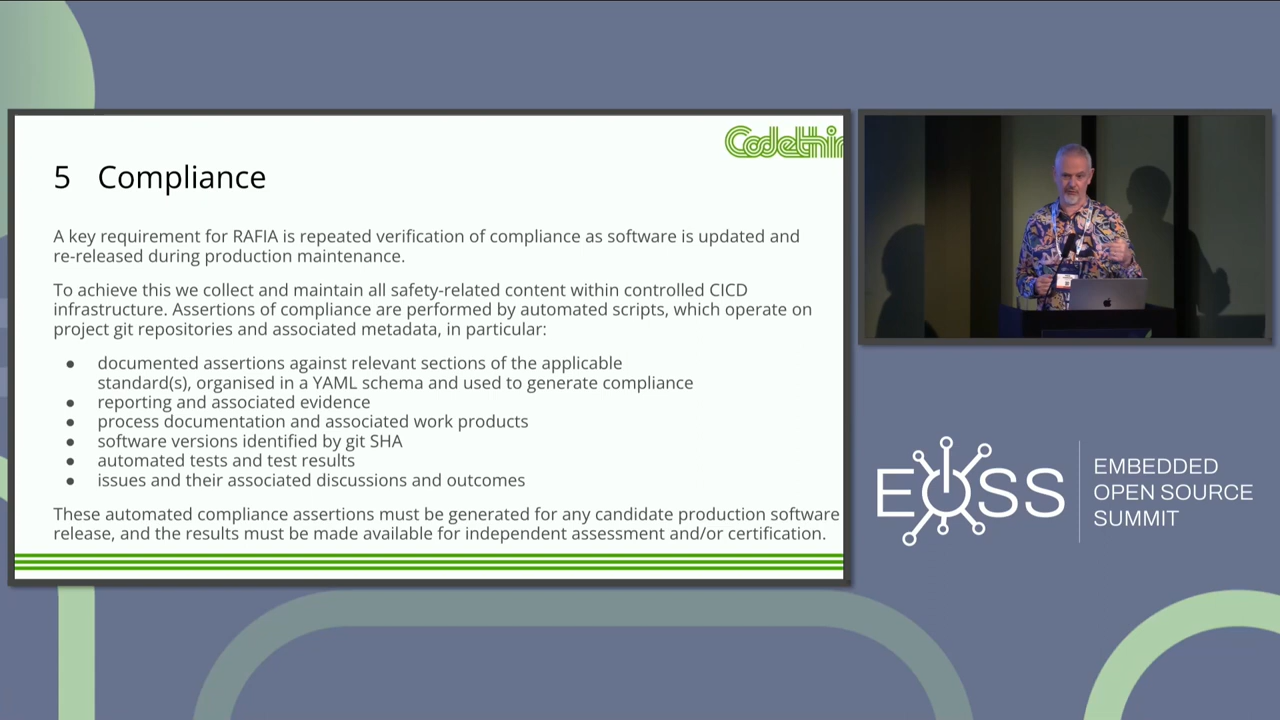 Codethin
5 Compliance
A key requirement for RAFIA is repeated verification of compliance as software is updated and
re-released during production maintenance.
To achieve this we collect and maintain all safety-related content within controlled CICD
infrastructure. Assertions of compliance are performed by automated scripts, which operate on
project git repositories and associated metadata, in particular:
● documented assertions against relevant sections of the applicable
standard(s), organised in a YAML schema and used to generate compliance
● reporting and associated evidence
● process documentation and associated work products
● software versions identified by git SHA
● automated tests and test results
● issues and their associated discussions and outcomes
These automated compliance assertions must be generated for any candidate production software
release, and the results must be made available for independent assessment and/or certification.
EOSS
EMBEDDED
OPEN SOURCE
SUMMIT